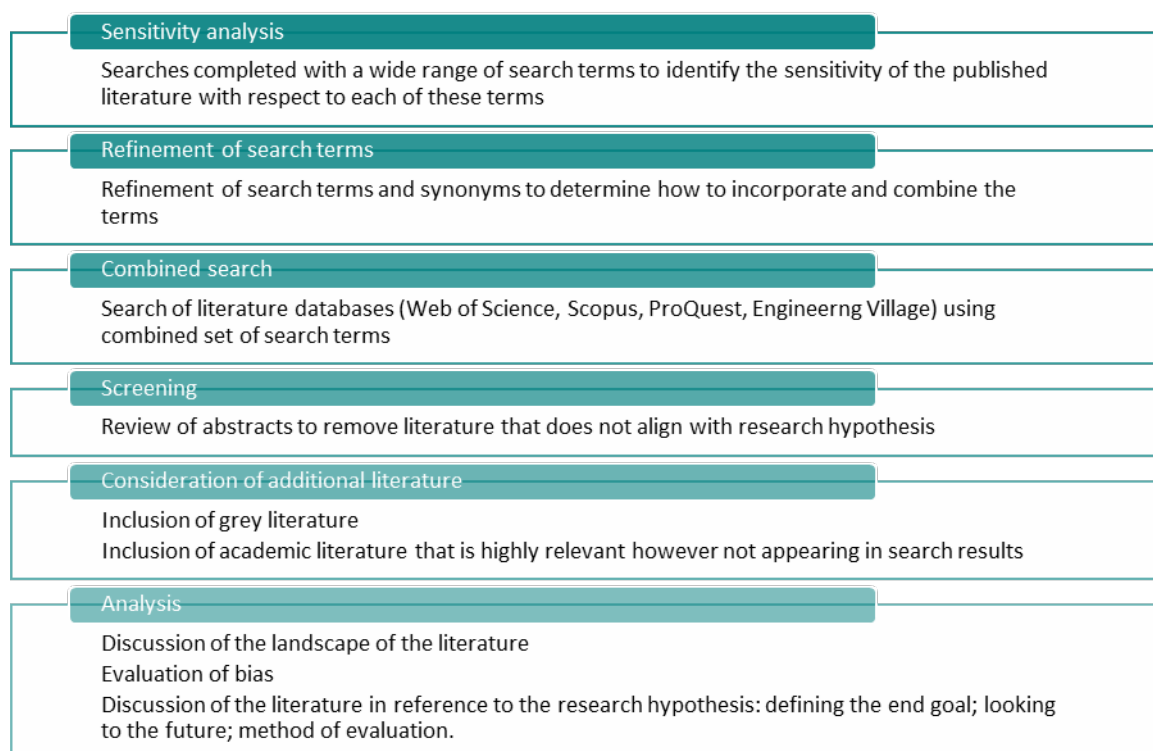 Sensitivity analysis
Searches completed with a wide range of search terms to identify the sensitivity of the published
literature with respect to each of these terms
Refinement of search terms
Refinement of search terms and synonyms to determine how to incorporate and combine the
terms
Combined search
Search of literature databases (Web of Science, Scopus, ProQuest, Engineerng Village) using
combined set of search terms
Screening
Review of abstracts to remove literature that does not align with research hypothesis
Consideration of additional literature
Inclusion of grey literature
Inclusion of academic literature that is highly relevant however not appearing in search results
Analysis
Discussion of the landscape of the literature
Evaluation of bias
Discussion of the literature in reference to the research hypothesis: defining the end goal; looking
to the future; method of evaluation.